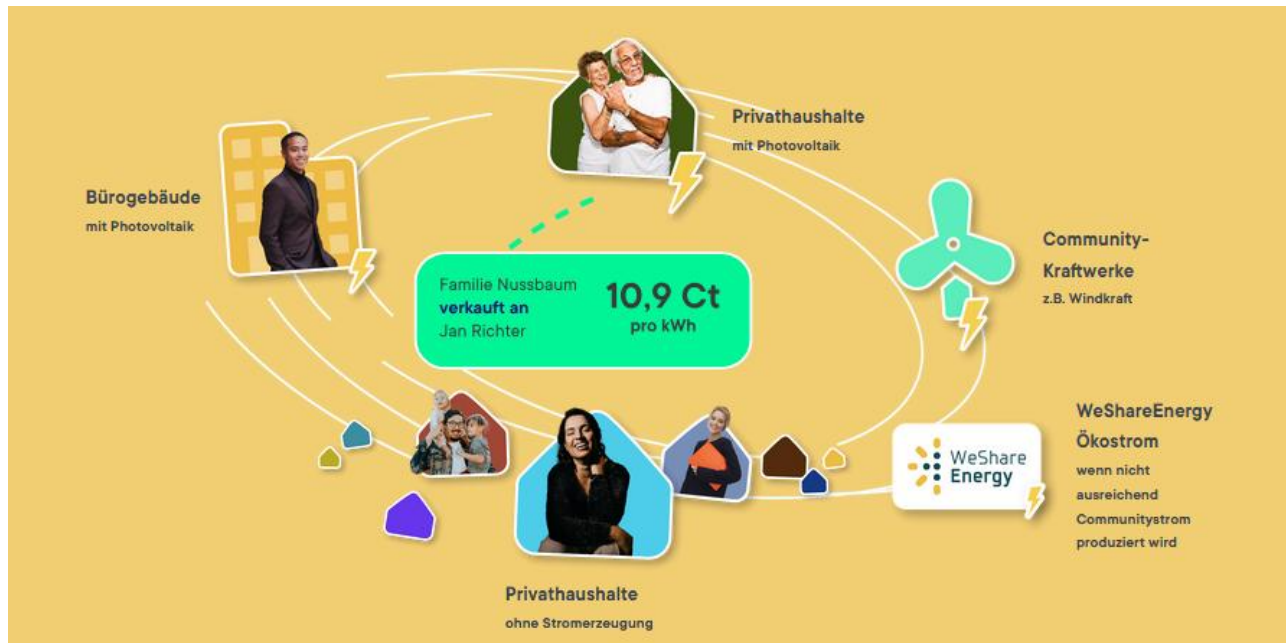 Privathaushalte
mit Photovoltaik
Bürogebäude
mit Photovoltaik
Community-
Kraftwerke
z.B. Windkraft
Familie Nussbaum
verkauft an
Jan Richter
10,9 Ct
pro kWh
WeShareEnergy
Ökostrom
wenn nicht
ausreichend
Communitystrom
produziert wird
WeShare
Energy
Privathaushalte
ohne Stromerzeugung